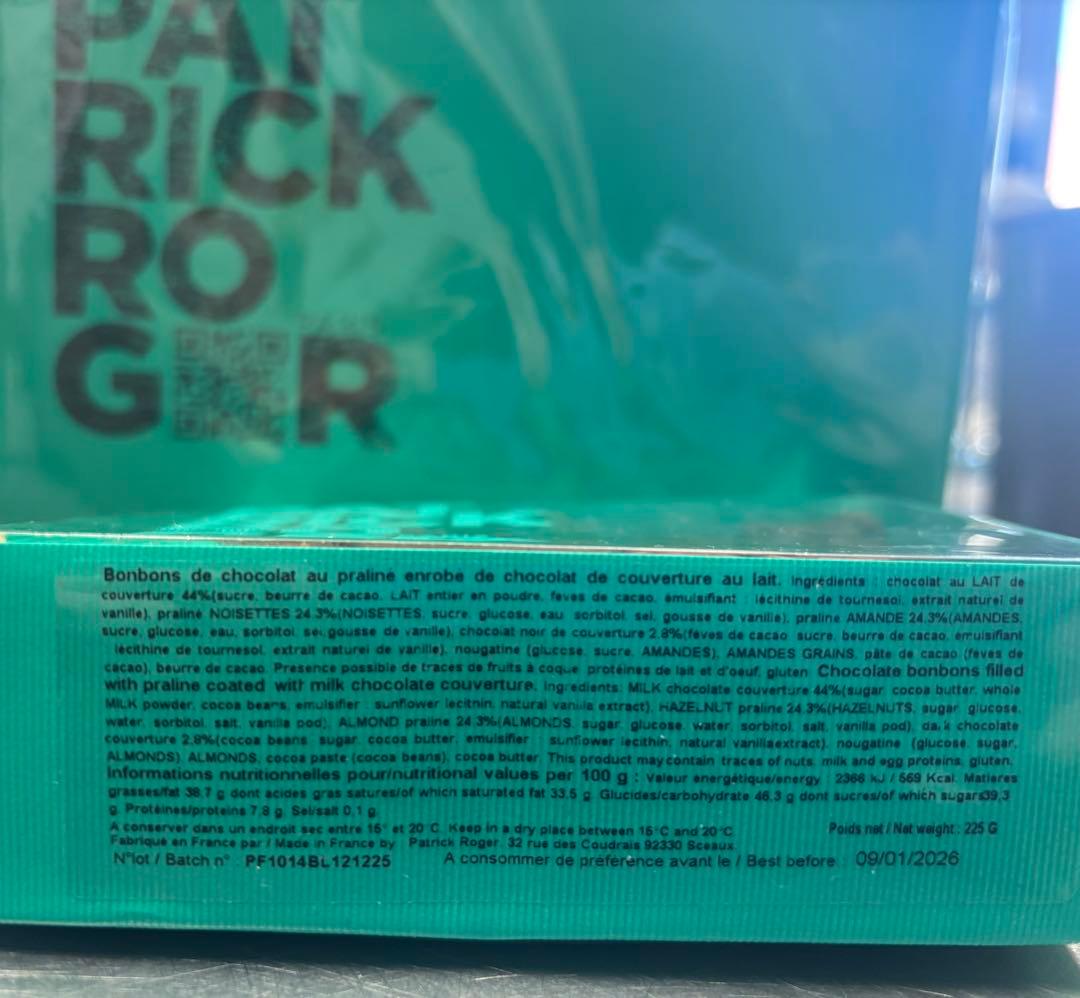 PAT
RICK
RO
G R
Bonbons de chocolat au praliné enrobe de chocolat de couverture au lait. Ingrédients : chocolat au LAIT de
couverture 44%(sucre, beurre de cacao, LAIT entier en poudre, feves de cacao, émulsifiant : lécithine de tournesol, extrait naturel de
vanille), praliné NOISETTES 24.3%(NOISETTES, sucre, glucose, eau, sorbitol, sel, gousse de vanille), praline AMANDE 24.3%(AMANDES,
sucre, glucose, eau, sorbitol, sel, gousse de vanille), chocolat noir de couverture 2.8%(fèves de cacao, sucre, beurre de cacao, émulsifiant
: lécithine de tournesol, extrait naturel de vanille), nougatine (glucose, sucre, AMANDES), AMANDES GRAINS, pâte de cacao (feves de
cacao), beurre de cacao. Presence possible de traces de fruits à coque, protéines de lait et d'oeuf, gluten. Chocolate bonbons filled
with praline coated with milk chocolate couverture. Ingredients: MILK chocolate couverture 44%(sugar, cocoa butter, whole
MILK powder, cocoa beans, emulsifier : sunflower lecithin, natural vanilla extract), HAZELNUT praline 24.3%(HAZELNUTS, sugar, glucose,
water, sorbitol, salt, vanilla pod), ALMOND praline 24.3%(ALMONDS, sugar, glucose, water, sorbitol, salt, vanilla pod), dark chocolate
couverture 2.8%(cocoa beans, sugar, cocoa butter, emulsifier : sunflower lecithin, natural vanillaextract), nougatine (glucose, sugar,
ALMONDS), ALMONDS, cocoa paste (cocoa beans), cocoa butter. This product may contain traces of nuts, milk and egg proteins, gluten.
Informations nutritionnelles pour/nutritional values per 100 g : Valeur énergétique/energy : 2366 kJ / 569 Kcal. Matieres
grasses/fat 38,7 g dont acides gras satures/of which saturated fat 33.5 g. Glucides/carbohydrate 46,3 g dont sucres/of which sugars39,3
g. Protéines/proteins 7,8 g. Sel/salt 0,1 g.
A conserver dans un endroit sec entre 15° et 20°C. Keep in a dry place between 15°C and 20°C
Poids net / Net weight : 225 G
Fabriqué en France par / Made in France by Patrick Roger, 32 rue des Coudrais 92330 Sceaux.
N°lot / Batch n° : PF1014BL121225 A consommer de préférence avant le / Best before : 09/01/2026